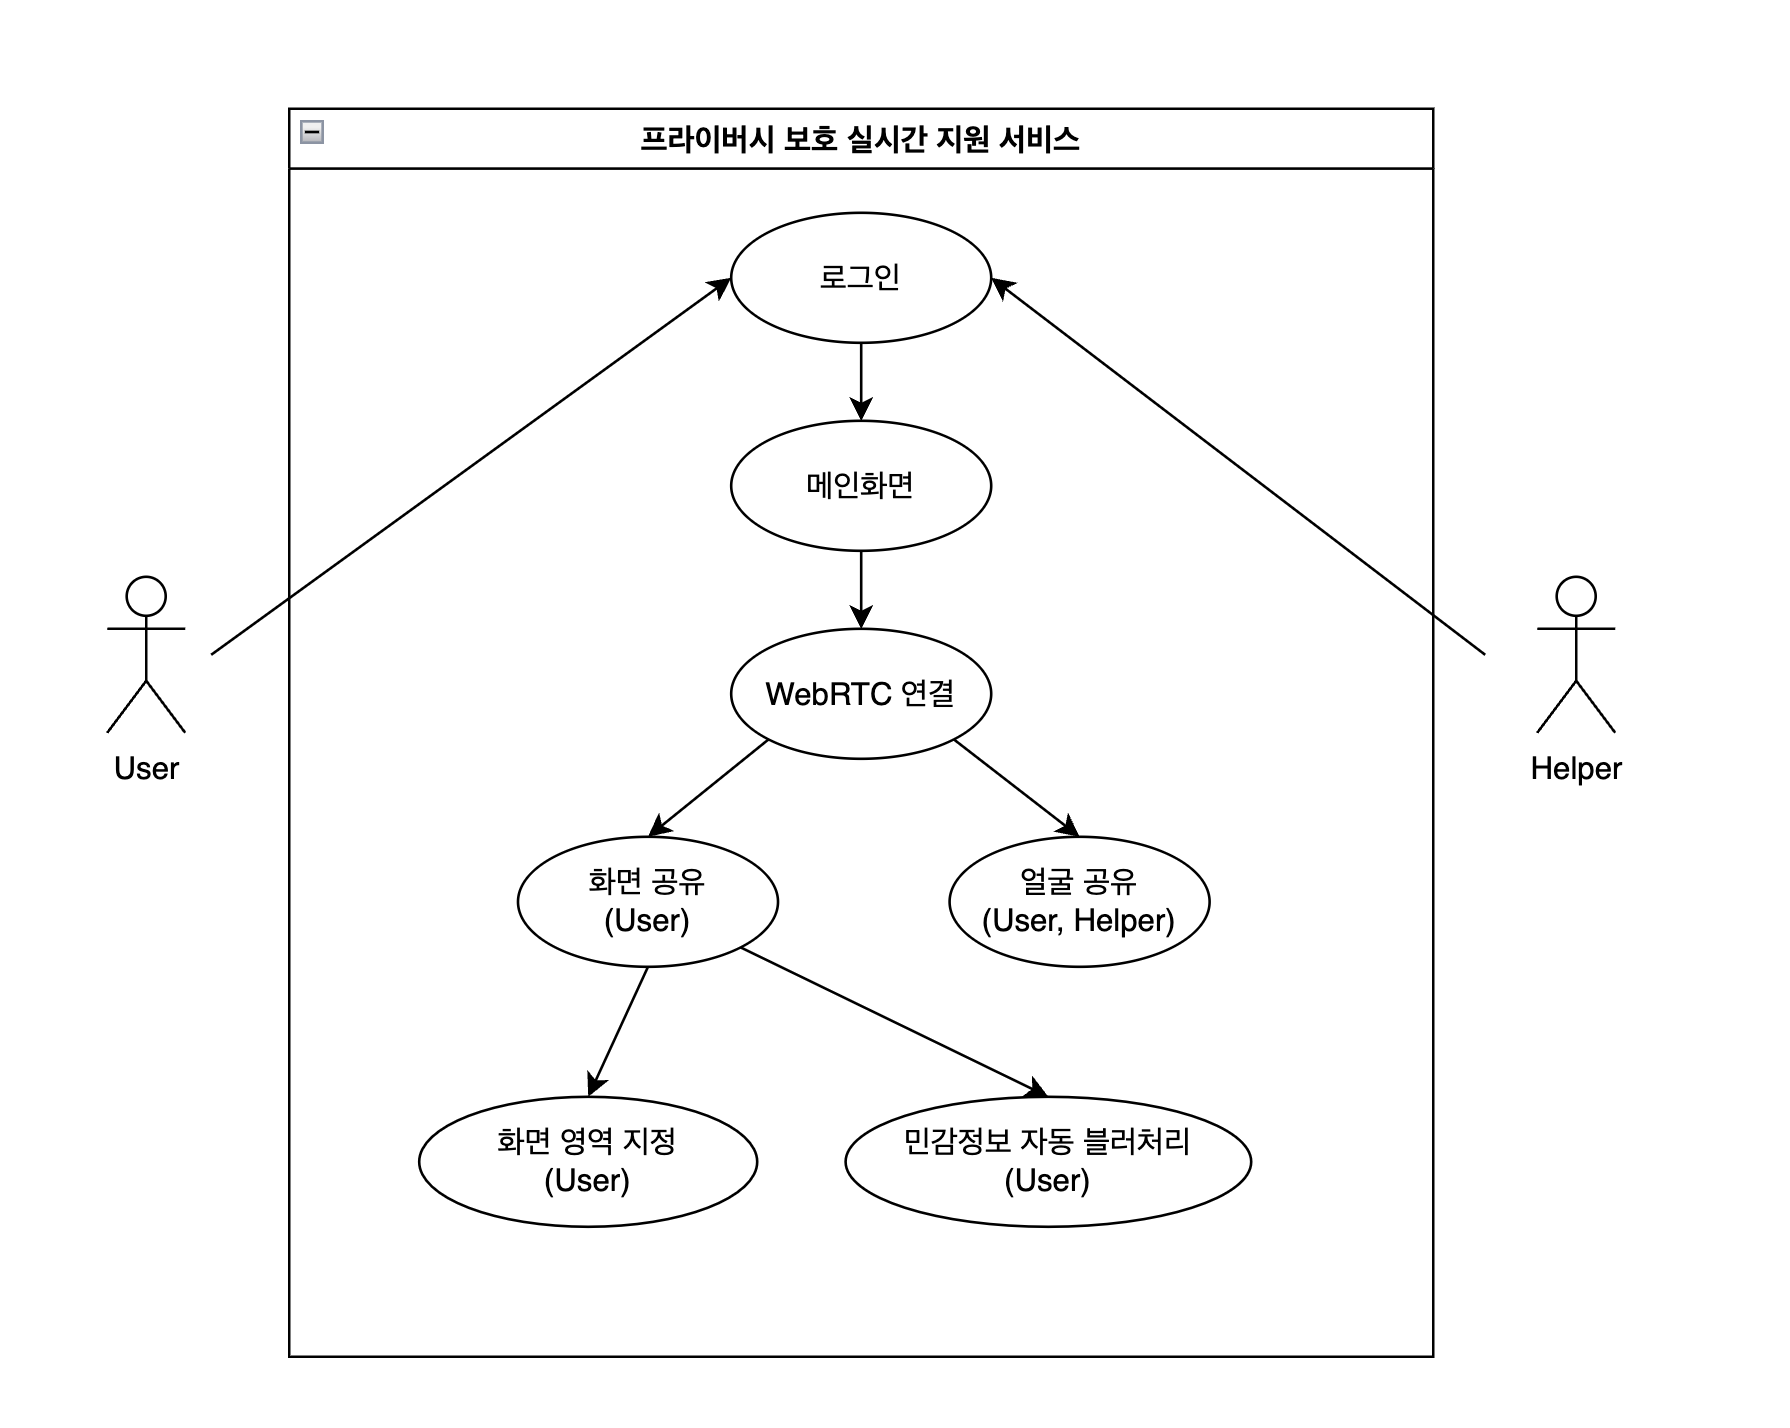 프라이버시 보호 실시간 지원 서비스
로그인
메인화면
WebRTC 연결
User
Helper
화면 공유
(User)
얼굴 공유
(User, Helper)
화면 영역 지정
(User)
민감정보 자동 블러처리
(User)